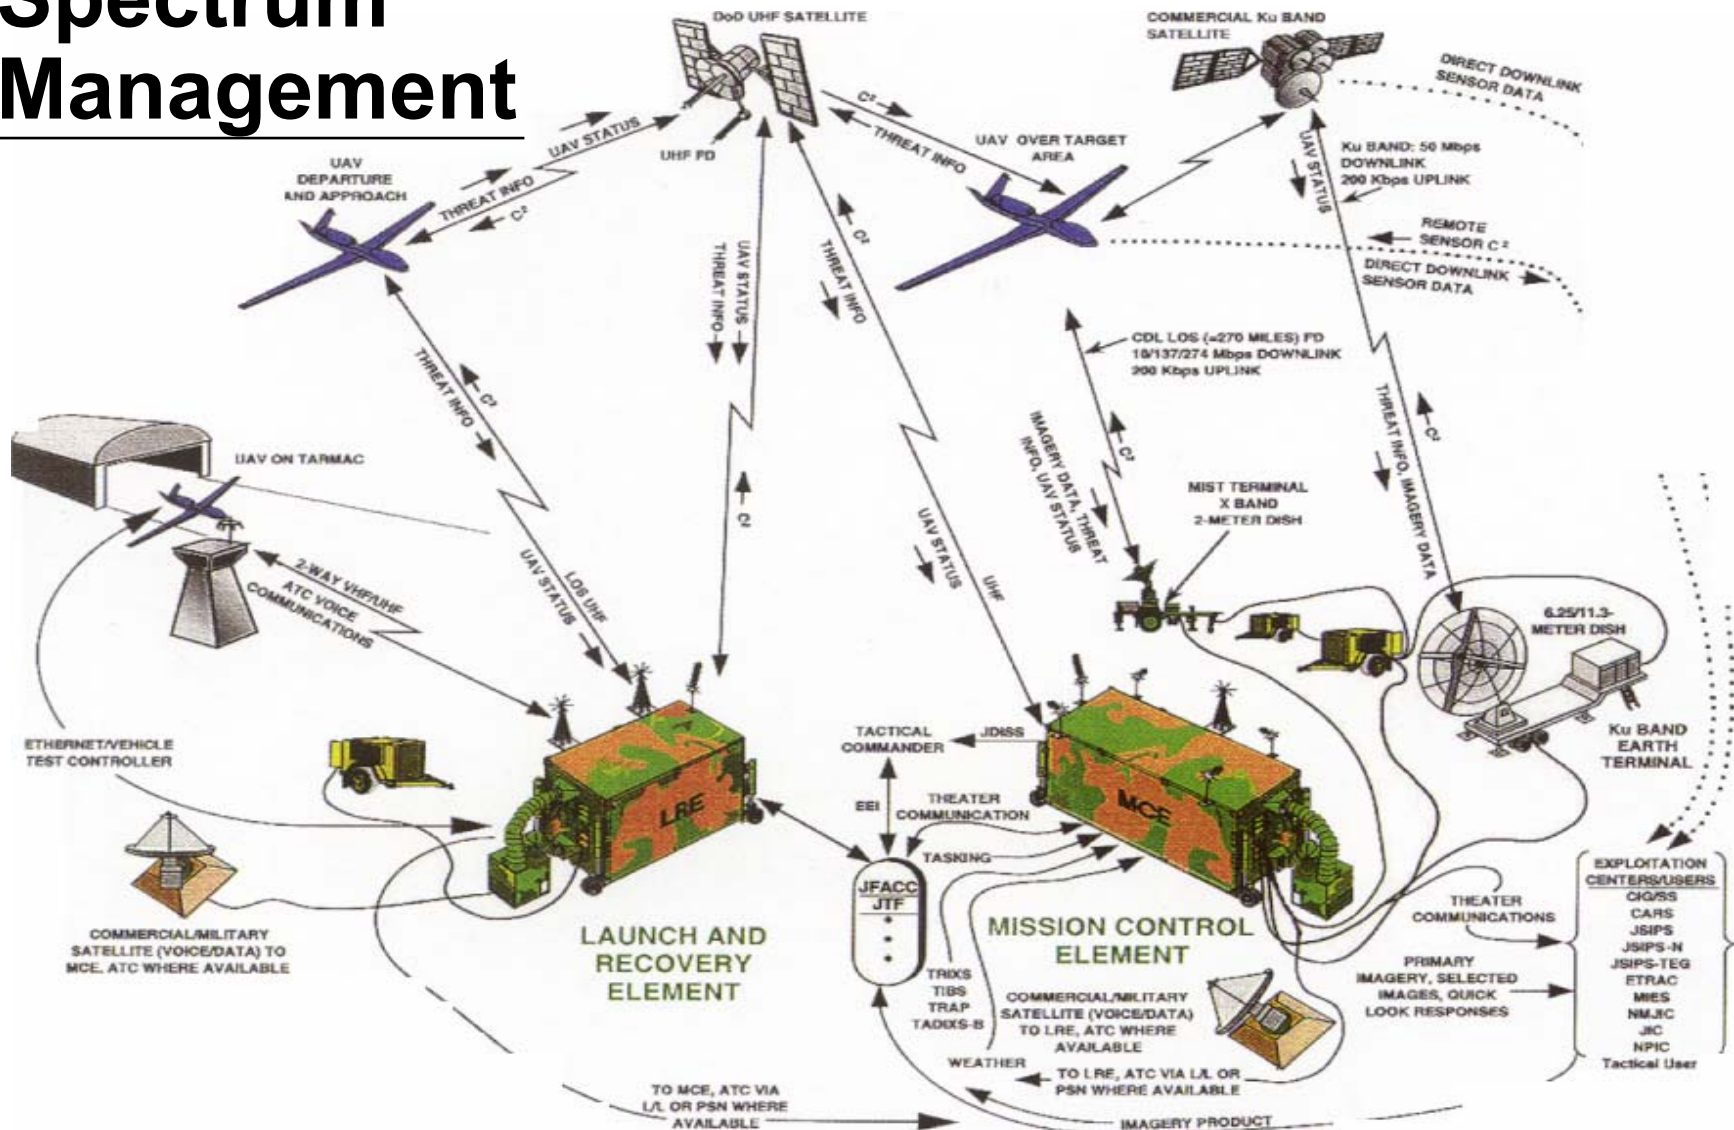 Spectrum
Management
DoD UHF SATELLITE
COMMERCIAL Ku BAND
SATELLITE
DIRECT DOWNLINK
SENSOR DATA
C²
THREAT INFO
UAV STATUS
UHF FD
THREAT INFO
C²
UAV
DEPARTURE
AND APPROACH
UAV OVER TARGET
AREA
UAV STATUS
Ku BAND: 50 Mbps
DOWNLINK
200 Kbps UPLINK
REMOTE
SENSOR C²
DIRECT DOWNLINK
SENSOR DATA
THREAT INFO
UAV STATUS
C²
THREAT INFO
CDL LOS (=270 MILES) FD
10/137/274 Mbps DOWNLINK
200 Kbps UPLINK
THREAT INFO
C²
C²
IMAGERY DATA, THREAT
INFO, UAV STATUS
C²
THREAT INFO, IMAGERY DATA
C²
UAV ON TARMAC
MIST TERMINAL
X BAND
2-METER DISH
UAV STATUS
UHF
LOS UHF
UAV STATUS
2-WAY VHF/UHF
ATC VOICE
COMMUNICATIONS
6.25/11.3-
METER DISH
Ku BAND
EARTH
TERMINAL
ETHERNET/VEHICLE
TEST CONTROLLER
TACTICAL
COMMANDER
JDISS
EEI
THEATER
COMMUNICATION
TASKING
LRE
MCE
JFACC
JTF
COMMERCIAL/MILITARY
SATELLITE (VOICE/DATA) TO
MCE, ATC WHERE AVAILABLE
LAUNCH AND
RECOVERY
ELEMENT
MISSION CONTROL
ELEMENT
TRIXS
TIBS
TRAP
TADIXS-B
WEATHER
COMMERCIAL/MILITARY
SATELLITE (VOICE/DATA)
TO LRE, ATC WHERE
AVAILABLE
TO LRE, ATC VIA L/L OR
PSN WHERE AVAILABLE
THEATER
COMMUNICATIONS
PRIMARY
IMAGERY, SELECTED
IMAGES, QUICK
LOOK RESPONSES
EXPLOITATION
CENTERS/USERS
CIG/SS
CARS
JSIPS
JSIPS-N
JSIPS-TEG
ETRAC
MIES
NMJIC
JIC
NPIC
Tactical User
TO MCE, ATC VIA
L/L OR PSN WHERE
AVAILABLE
IMAGERY PRODUCT